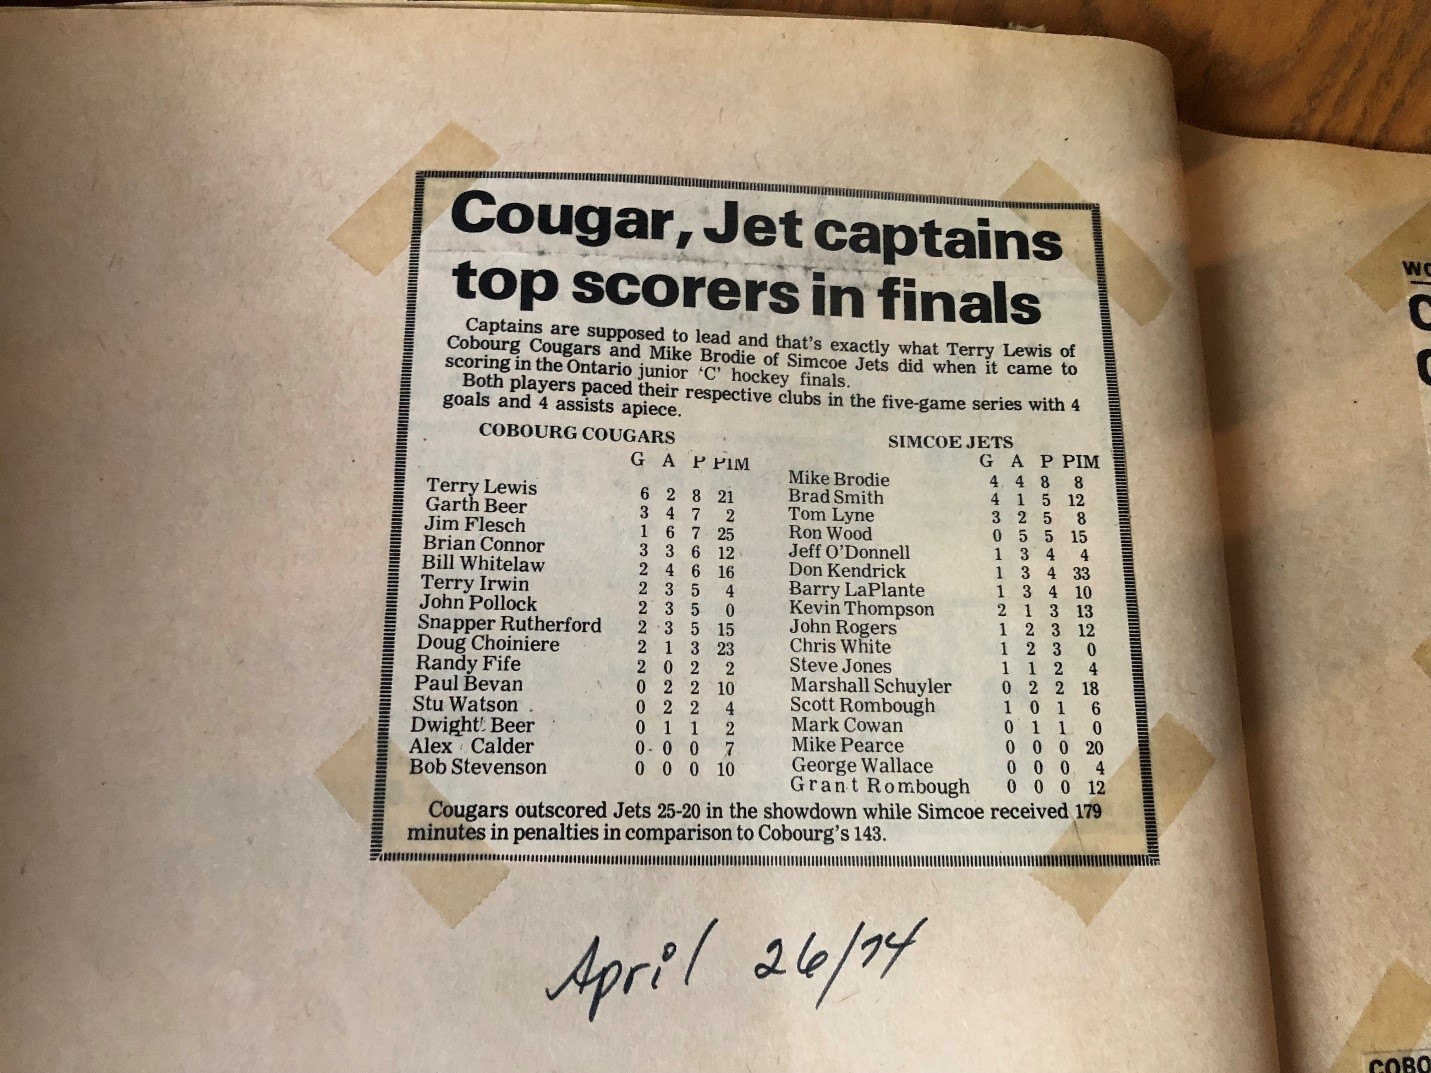 Cougar, Jet captains
top scorers in finals
Captains are supposed to lead and that's exactly what Terry Lewis of
Cobourg Cougars and Mike Brodie of Simcoe Jets did when it came to
scoring in the Ontario junior 'C' hockey finals.
Both players paced their respective clubs in the five-game series with 4
goals and 4 assists apiece.
COBOURG COUGARS
G A P PIM
Terry Lewis 6 2 8 21
Garth Beer 3 4 7 2
Jim Flesch 1 6 7 25
Brian Connor 3 3 6 12
Bill Whitelaw 2 4 6 16
Terry Irwin 2 3 5 4
John Pollock 2 3 5 0
Snapper Rutherford 2 3 5 15
Doug Choiniere 2 1 3 23
Randy Fife 2 0 2 2
Paul Bevan 0 2 2 10
Stu Watson 0 2 2 4
Dwight Beer 0 1 1 2
Alex Calder 0 0 0 7
Bob Stevenson 0 0 0 10
SIMCOE JETS
G A P PIM
Mike Brodie 4 4 8 8
Brad Smith 4 1 5 12
Tom Lyne 3 2 5 8
Ron Wood 0 5 5 15
Jeff O'Donnell 1 3 4 4
Don Kendrick 1 3 4 33
Barry LaPlante 1 3 4 10
Kevin Thompson 2 1 3 13
John Rogers 1 2 3 12
Chris White 1 2 3 0
Steve Jones 1 1 2 4
Marshall Schuyler 0 2 2 18
Scott Rombough 1 0 1 6
Mark Cowan 0 1 1 0
Mike Pearce 0 0 0 20
George Wallace 0 0 0 4
Grant Rombough 0 0 0 12
Cougars outscored Jets 25-20 in the showdown while Simcoe received 179
minutes in penalties in comparison to Cobourg's 143.
April 26/74